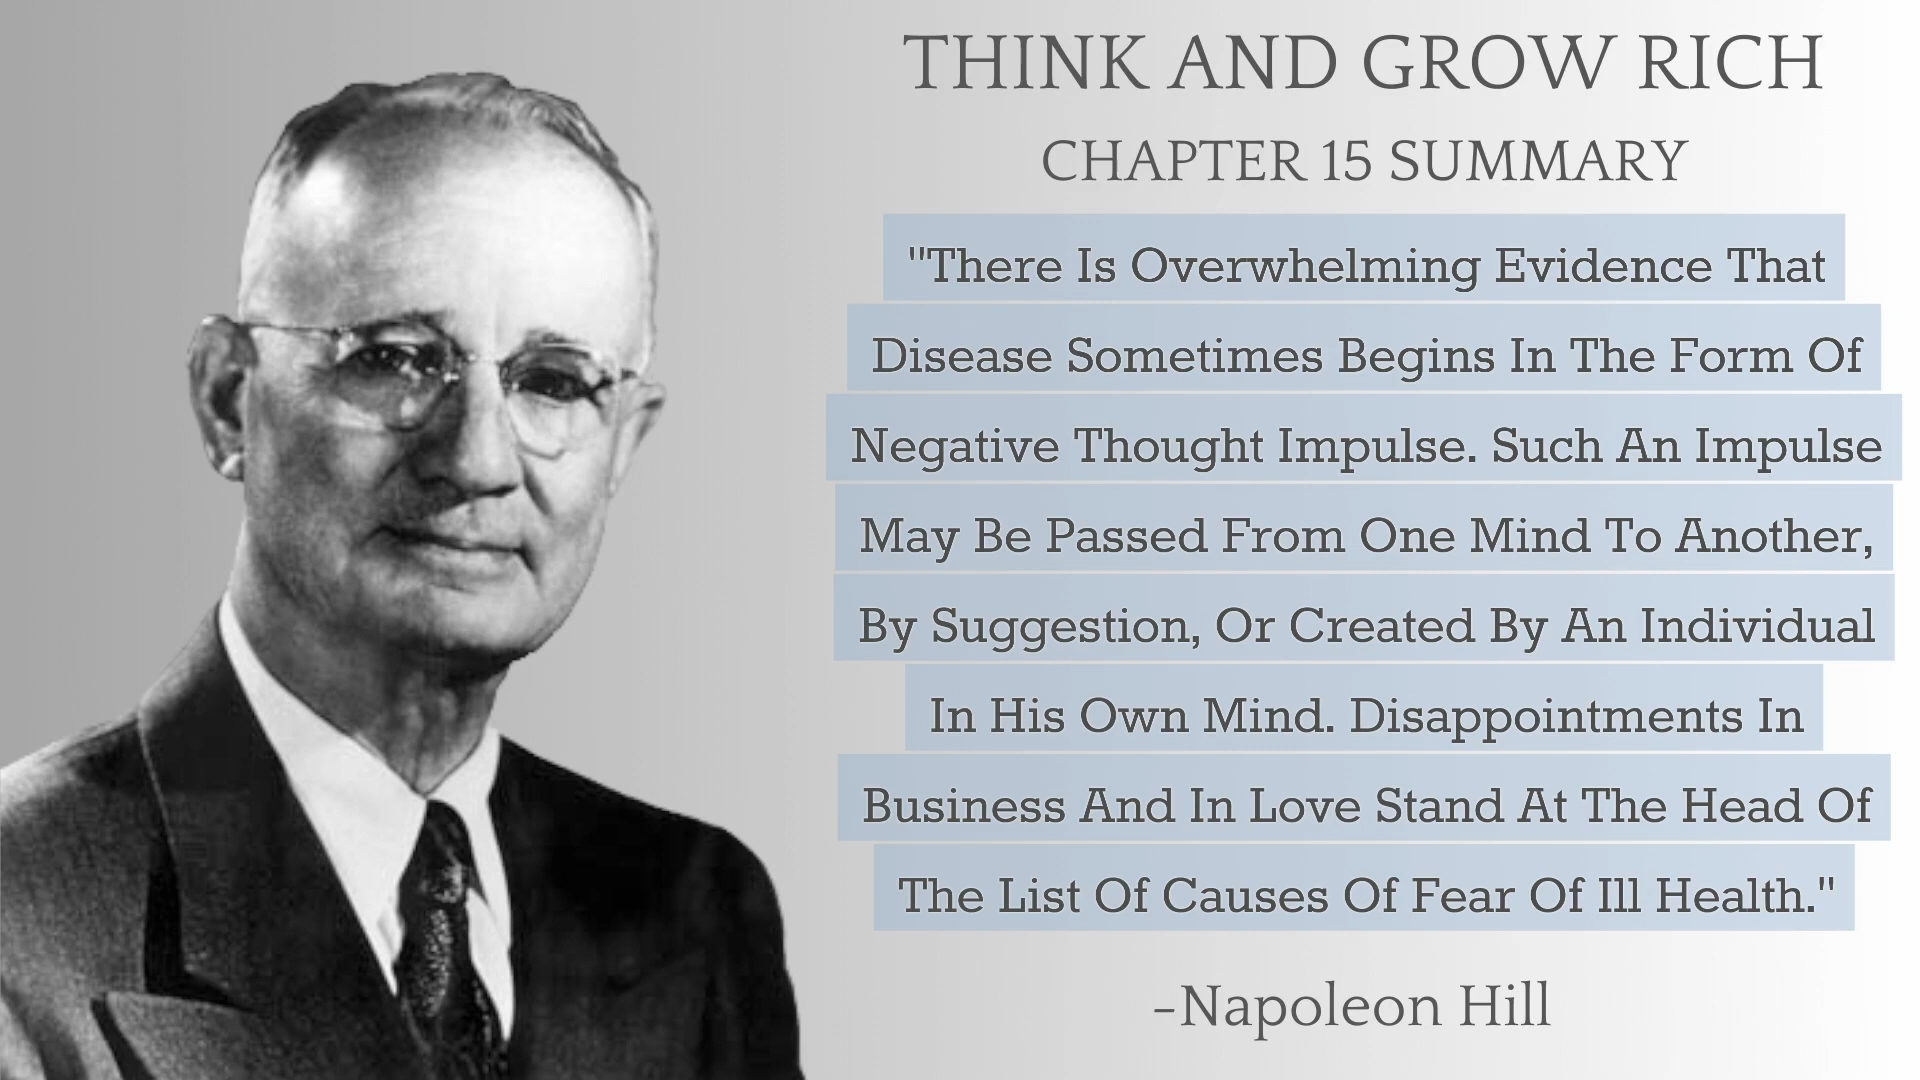 THINK AND GROW RICH
CHAPTER 15 SUMMARY
"There Is Overwhelming Evidence That
Disease Sometimes Begins In The Form Of
Negative Thought Impulse. Such An Impulse
May Be Passed From One Mind To Another,
By Suggestion, Or Created By An Individual
In His Own Mind. Disappointments In
Business And In Love Stand At The Head Of
The List Of Causes Of Fear Of Ill Health."
-Napoleon Hill